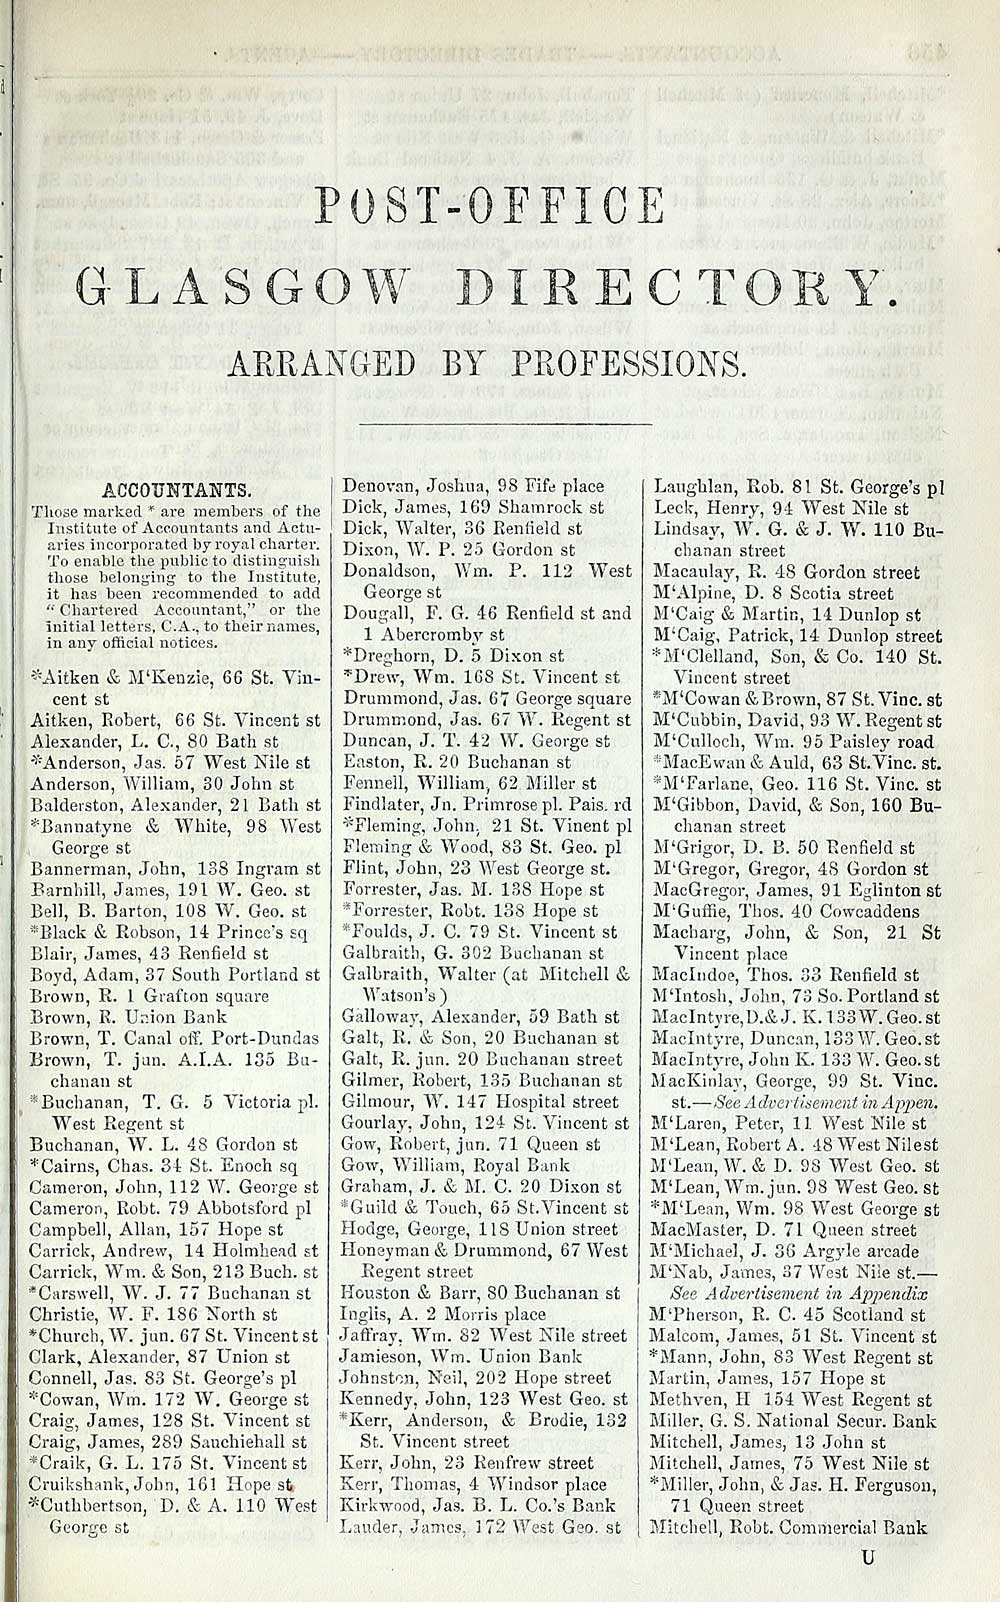 POST-OFFICE
GLASGOW DIRECTORY.
ARRANGED BY PROFESSIONS.
ACCOUNTANTS.
Those marked * are members of the
Institute of Accountants and Actu-
aries incorporated by royal charter.
To enable the public to distinguish
those belonging to the Institute,
it has been recommended to add
“Chartered Accountant,” or the
initial letters, C.A., to their names,
in any official notices.
*Aitken & M‘Kenzie, 66 St. Vin-
cent st
Aitken, Robert, 66 St. Vincent st
Alexander, L. C., 80 Bath st
*Anderson, Jas. 57 West Nile st
Anderson, William, 30 John st
Balderston, Alexander, 21 Bath st
*Bannatyne & White, 98 West
George st
Bannerman, John, 138 Ingram st
Barnhill, James, 191 W. Geo. st
Bell, B. Barton, 108 W. Geo. st
*Black & Robson, 14 Prince's sq
Blair, James, 43 Renfield st
Boyd, Adam, 37 South Portland st
Brown, R. 1 Grafton square
Brown, R. Union Bank
Brown, T. Canal off. Port-Dundas
Brown, T. jun. A.I.A. 135 Bu-
chanan st
*Buchanan, T. G. 5 Victoria pl.
West Regent st
Buchanan, W. L. 48 Gordon st
*Cairns, Chas. 34 St. Enoch sq
Cameron, John, 112 W. George st
Cameron, Robt. 79 Abbotsford pl
Campbell, Allan, 157 Hope st
Carrick, Andrew, 14 Holmhead st
Carrick, Wm. & Son, 213 Buch. st
*Carswell, W. J. 77 Buchanan st
Christie, W. F. 186 North st
*Church, W. jun. 67 St. Vincent st
Clark, Alexander, 87 Union st
Connell, Jas. 83 St. George's pl
*Cowan, Wm. 172 W. George st
Craig, James, 128 St. Vincent st
Craig, James, 289 Sauchiehall st
*Craik, G. L. 175 St. Vincent st
Cruikshank, John, 161 Hope st.
*Cuthbertson, D. & A. 110 West
George st
Denovan, Joshua, 98 Fife place
Dick, James, 169 Shamrock st
Dick, Walter, 36 Renfield st
Dixon, W. P. 25 Gordon st
Donaldson, Wm. P. 112 West
George st
Dougall, F. G. 46 Renfield st and
1 Abercromby st
*Dreghorn, D. 5 Dixon st
*Drew, Wm. 168 St. Vincent st
Drummond, Jas. 67 George square
Drummond, Jas. 67 W. Regent st
Duncan, J. T. 42 W. George st
Easton, R. 20 Buchanan st
Fennell, William, 62 Miller st
Findlater, Jn. Primrose pl. Pais. rd
*Fleming, John, 21 St. Vinent pl
Fleming & Wood, 83 St. Geo. pl
Flint, John, 23 West George st.
Forrester, Jas. M. 138 Hope st
*Forrester, Robt. 138 Hope st
*Foulds, J. C. 79 St. Vincent st
Galbraith, G. 302 Buchanan st
Galbraith, Walter (at Mitchell &
Watson's)
Galloway, Alexander, 59 Bath st
Galt, R. & Son, 20 Buchanan st
Galt, R. jun. 20 Buchanan street
Gilmer, Robert, 135 Buchanan st
Gilmour, W. 147 Hospital street
Gourlay, John, 124 St. Vincent st
Gow, Robert, jun. 71 Queen st
Gow, William, Royal Bank
Graham, J. & M. C. 20 Dixon st
*Guild & Touch, 65 St. Vincent st
Hodge, George, 118 Union street
Honeyman & Drummond, 67 West
Regent street
Houston & Barr, 80 Buchanan st
Inglis, A. 2 Morris place
Jaffray, Wm. 82 West Nile street
Jamieson, Wm. Union Bank
Johnston, Neil, 202 Hope street
Kennedy, John, 123 West Geo. st
*Kerr, Anderson, & Brodie, 132
St. Vincent street
Kerr, John, 23 Renfrew street
Kerr, Thomas, 4 Windsor place
Kirkwood, Jas. B. L. Co.'s Bank
Lauder, James, 172 West Geo. st
Laughlan, Rob. 81 St. George's pl
Leck, Henry, 94 West Nile st
Lindsay, W. G. & J. W. 110 Bu-
chanan street
Macaulay, R. 48 Gordon street
M‘Alpine, D. 8 Scotia street
M‘Caig & Martin, 14 Dunlop st
M‘Caig, Patrick, 14 Dunlop street
*M‘Clelland, Son, & Co. 140 St.
Vincent street
*M‘Cowan & Brown, 87 St. Vinc. st
M‘Cubbin, David, 93 W. Regent st
M‘Culloch, Wm. 95 Paisley road
*MacEwan & Auld, 63 St. Vinc. st.
*M‘Farlane, Geo. 116 St. Vinc. st
M‘Gibbon, David, & Son, 160 Bu-
chanan street
M‘Grigor, D. B. 50 Renfield st
M‘Gregor, Gregor, 48 Gordon st
MacGregor, James, 91 Eglinton st
M‘Guffie, Thos. 40 Cowcaddens
Macharg, John, & Son, 21 St
Vincent place
MacIndoe, Thos. 33 Renfield st
M‘Intosh, John, 73 So. Portland st
MacIntyre, D. & J. K. 133 W. Geo. st
MacIntyre, Duncan, 133 W. Geo. st
MacIntyre, John K. 133 W. Geo. st
MacKinlay, George, 99 St. Vinc.
st.—See Advertisement in Appen.
M‘Laren, Peter, 11 West Nile st
M‘Lean, Robert A. 48 West Nile st
M‘Lean, W. & D. 98 West Geo. st
M‘Lean, Wm. jun. 98 West Geo. st
*M‘Lean, Wm. 98 West George st
MacMaster, D. 71 Queen street
M‘Michael, J. 36 Argyle arcade
M‘Nab, James, 37 West Nile st.—
See Advertisement in Appendix
M‘Pherson, R. C. 45 Scotland st
Malcom, James, 51 St. Vincent st
*Mann, John, 83 West Regent st
Martin, James, 157 Hope st
Methven, H 154 West Regent st
Miller, G. S. National Secur. Bank
Mitchell, James, 13 John st
Mitchell, James, 75 West Nile st
*Miller, John, & Jas. H. Ferguson,
71 Queen street
Mitchell, Robt. Commercial Bank
U